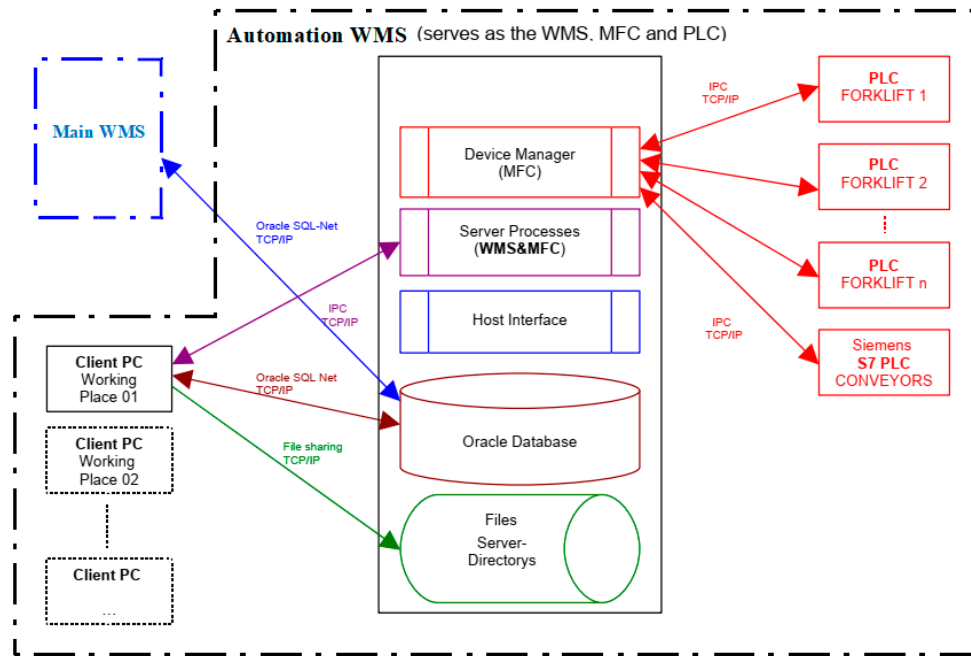 Automation WMS (serves as the WMS, MFC and PLC)
Main WMS
Oracle SQL-Net
TCP/IP
IPC
TCP/IP
Oracle SQL Net
TCP/IP
File sharing
TCP/IP
Client PC
Working
Place 01
Client PC
Working
Place 02
Client PC
...
Device Manager
(MFC)
Server Processes
(WMS&MFC)
Host Interface
Oracle Database
Files
Server-
Directorys
IPC
TCP/IP
IPC
TCP/IP
PLC
FORKLIFT 1
PLC
FORKLIFT 2
PLC
FORKLIFT n
Siemens
S7 PLC
CONVEYORS